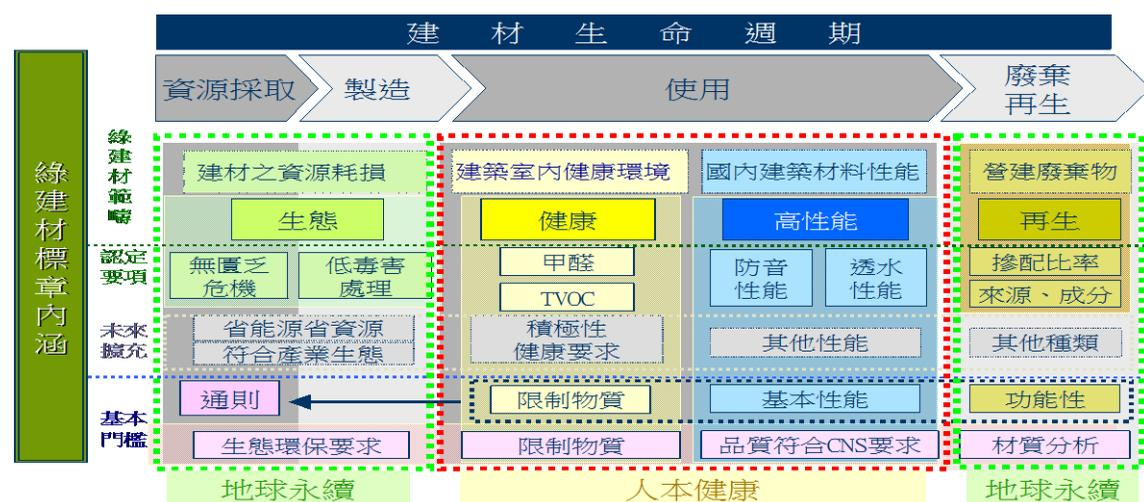 建材生命週期
資源採取
製造
使用
廢棄
再生
綠建材標章內涵
綠
建
材
範
疇
建材之資源耗損
建築室內健康環境
國內建築材料性能
營建廢棄物
生態
健康
高性能
再生
認定
要項
無匱乏
危機
低毒害
處理
甲醛
TVOC
防音
性能
透水
性能
摻配比率
來源、成分
未來
擴充
省能源省資源
符合產業生態
積極性
健康要求
其他性能
其他種類
基本
門檻
通則
限制物質
基本性能
功能性
生態環保要求
限制物質
品質符合CNS要求
材質分析
地球永續
人本健康
地球永續